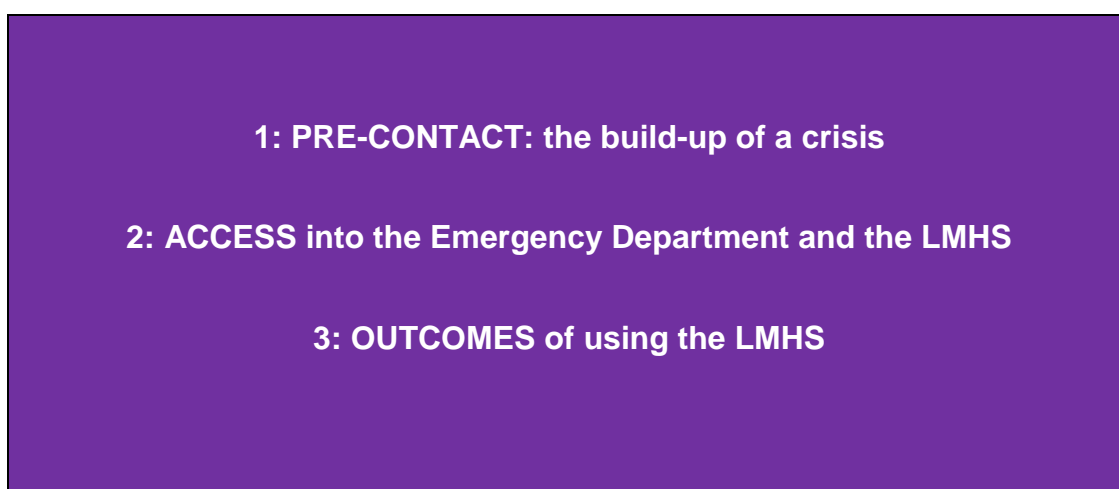 1: PRE-CONTACT: the build-up of a crisis
2: ACCESS into the Emergency Department and the LMHS
3: OUTCOMES of using the LMHS